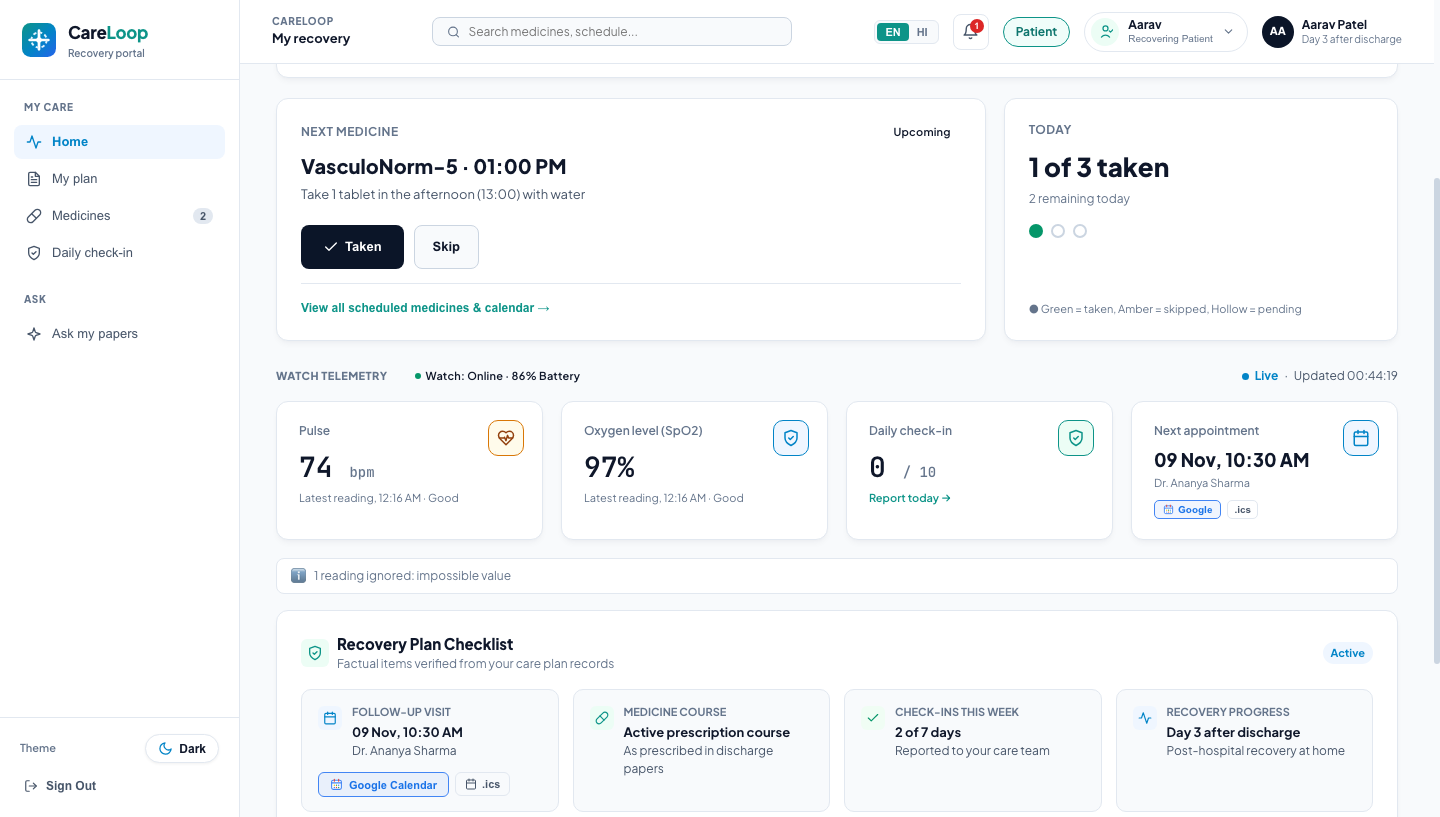 CareLoop
Recovery portal
MY CARE
Home
My plan
Medicines 2
Daily check-in
ASK
Ask my papers
Theme
Dark
Sign Out
CARELOOP
My recovery
Search medicines, schedule...
EN HI
1
Patient
Aarav
Recovering Patient
AA
Aarav Patel
Day 3 after discharge
NEXT MEDICINE
Upcoming
VasculoNorm-5 · 01:00 PM
Take 1 tablet in the afternoon (13:00) with water
Taken
Skip
View all scheduled medicines & calendar →
TODAY
1 of 3 taken
2 remaining today
Green = taken, Amber = skipped, Hollow = pending
WATCH TELEMETRY
Watch: Online · 86% Battery
Live · Updated 00:44:19
Pulse
74 bpm
Latest reading, 12:16 AM · Good
Oxygen level (SpO2)
97%
Latest reading, 12:16 AM · Good
Daily check-in
0 / 10
Report today →
Next appointment
09 Nov, 10:30 AM
Dr. Ananya Sharma
Google
.ics
1 reading ignored: impossible value
Recovery Plan Checklist
Factual items verified from your care plan records
Active
FOLLOW-UP VISIT
09 Nov, 10:30 AM
Dr. Ananya Sharma
Google Calendar
.ics
MEDICINE COURSE
Active prescription course
As prescribed in discharge
papers
CHECK-INS THIS WEEK
2 of 7 days
Reported to your care team
RECOVERY PROGRESS
Day 3 after discharge
Post-hospital recovery at home